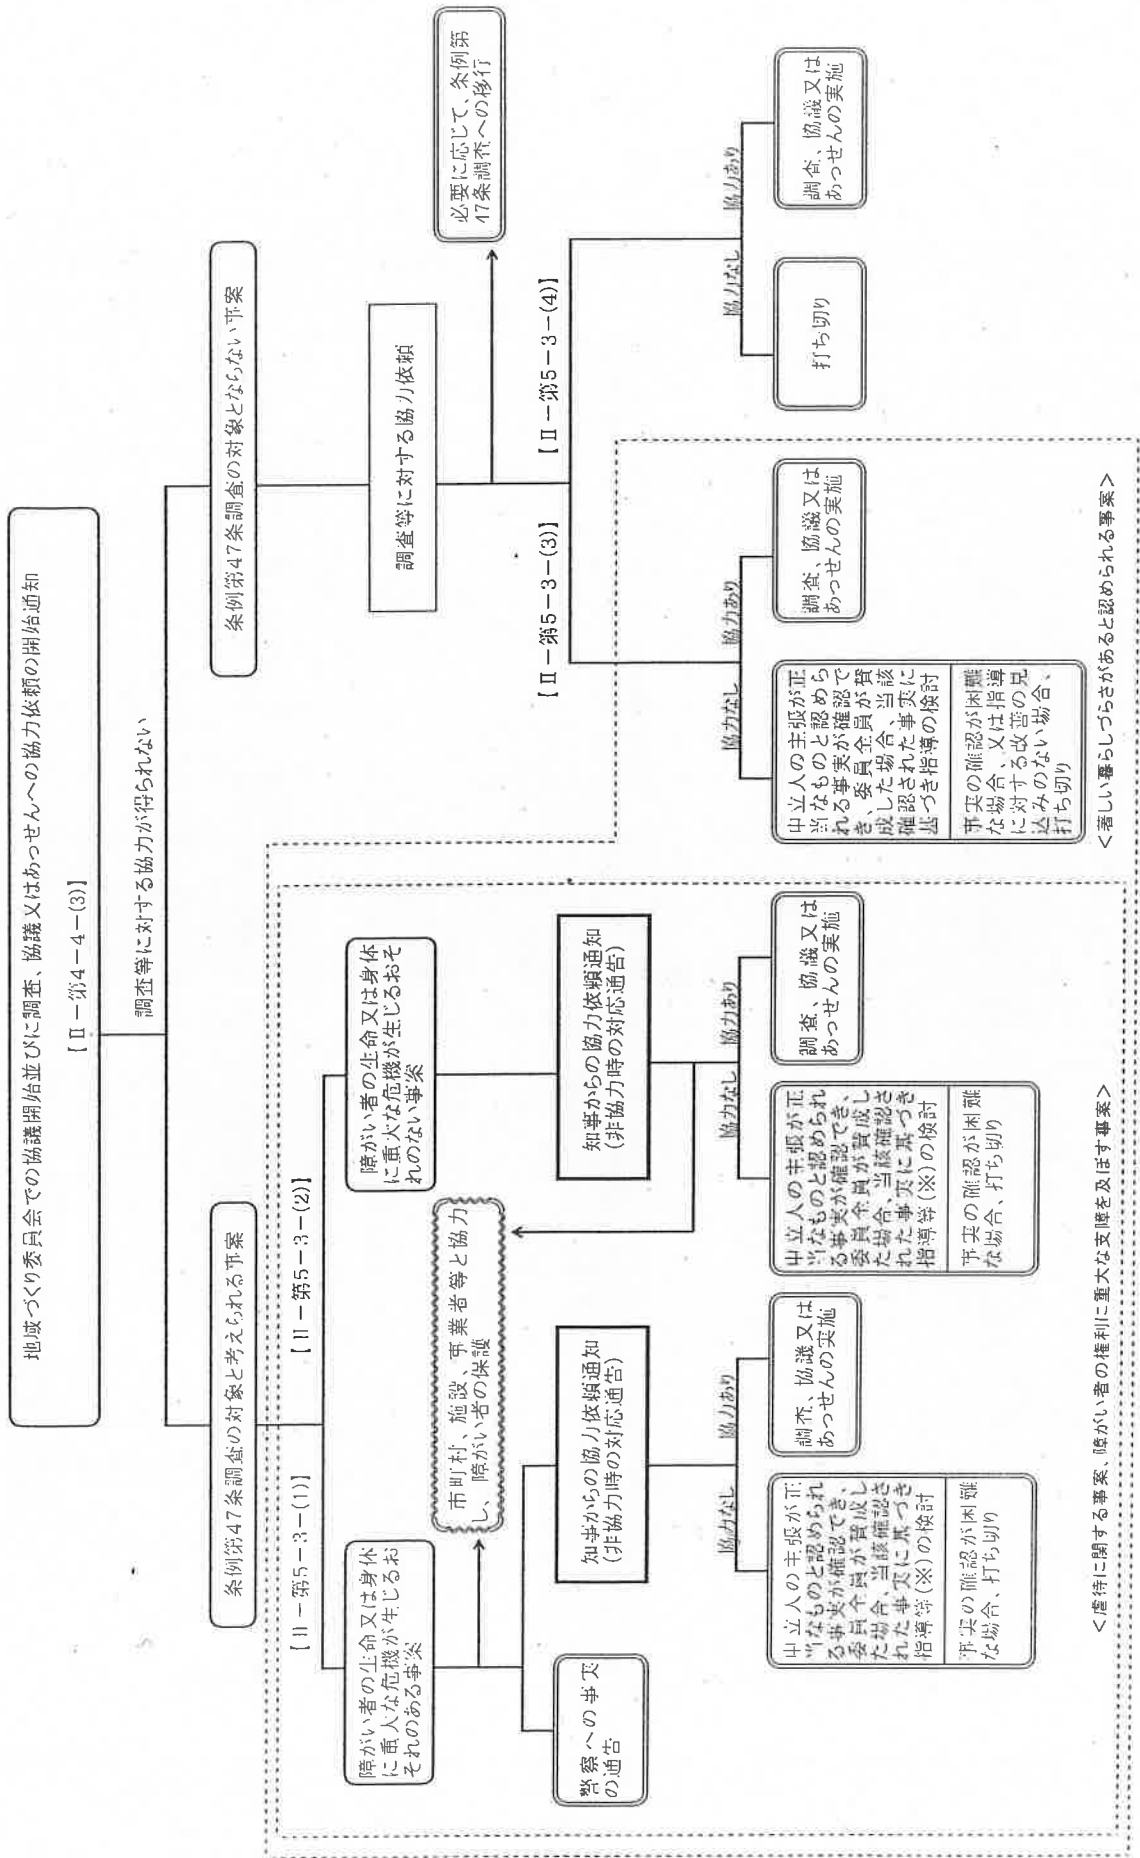 地域づくり委員会での協議開始並びに調査、協議又はあっせんへの協力依頼の開始通知
【Ⅱ－第4－4－(3)】
調査等に対する協力が得られない
条例第47条調査の対象と考えられる事案
【Ⅱ－第5－3－(1)】
【Ⅱ－第5－3－(2)】
障がい者の生命又は身体
に重大な危機が生じるお
それのある事案
市町村、施設、事業者等と協力
し、障がい者の保護
警察への事実
の通告
知事からの協力依頼通知
(非協力時の対応通告)
協力なし
協力あり
申立人の主張が正
当なものと認められ
る事実が確認でき、
委員全員が賛成し
た場合、当該確認さ
れた事実に基づき
指導等(※)の検討
事実の確認が困難
な場合、打ち切り
調査、協議又は
あっせんの実施
障がい者の生命又は身体
に重大な危機が生じるおそ
れのない事案
知事からの協力依頼通知
(非協力時の対応通告)
協力なし
協力あり
申立人の主張が正
当なものと認められ
る事実が確認でき、
委員全員が賛成し
た場合、当該確認さ
れた事実に基づき
指導等(※)の検討
事実の確認が困難
な場合、打ち切り
調査、協議又は
あっせんの実施
＜虐待に関する事案、障がい者の権利に重大な支障を及ぼす事案＞
条例第47条調査の対象とならない事案
調査等に対する協力依頼
必要に応じて、条例第
47条調査への移行
【Ⅱ－第5－3－(3)】
【Ⅱ－第5－3－(4)】
協力なし
協力あり
申立人の主張が正
当なものと認めら
れる事実が確認で
き、委員全員が賛
成した場合、当該
確認された事実に
基づき指導の検討
事実の確認が困難
な場合、又は指導
に対する改善の見
込みのない場合、
打ち切り
調査、協議又は
あっせんの実施
＜著しい暮らしづらさがあると認められる事案＞
協力なし
協力あり
打ち切り
調査、協議又は
あっせんの実施